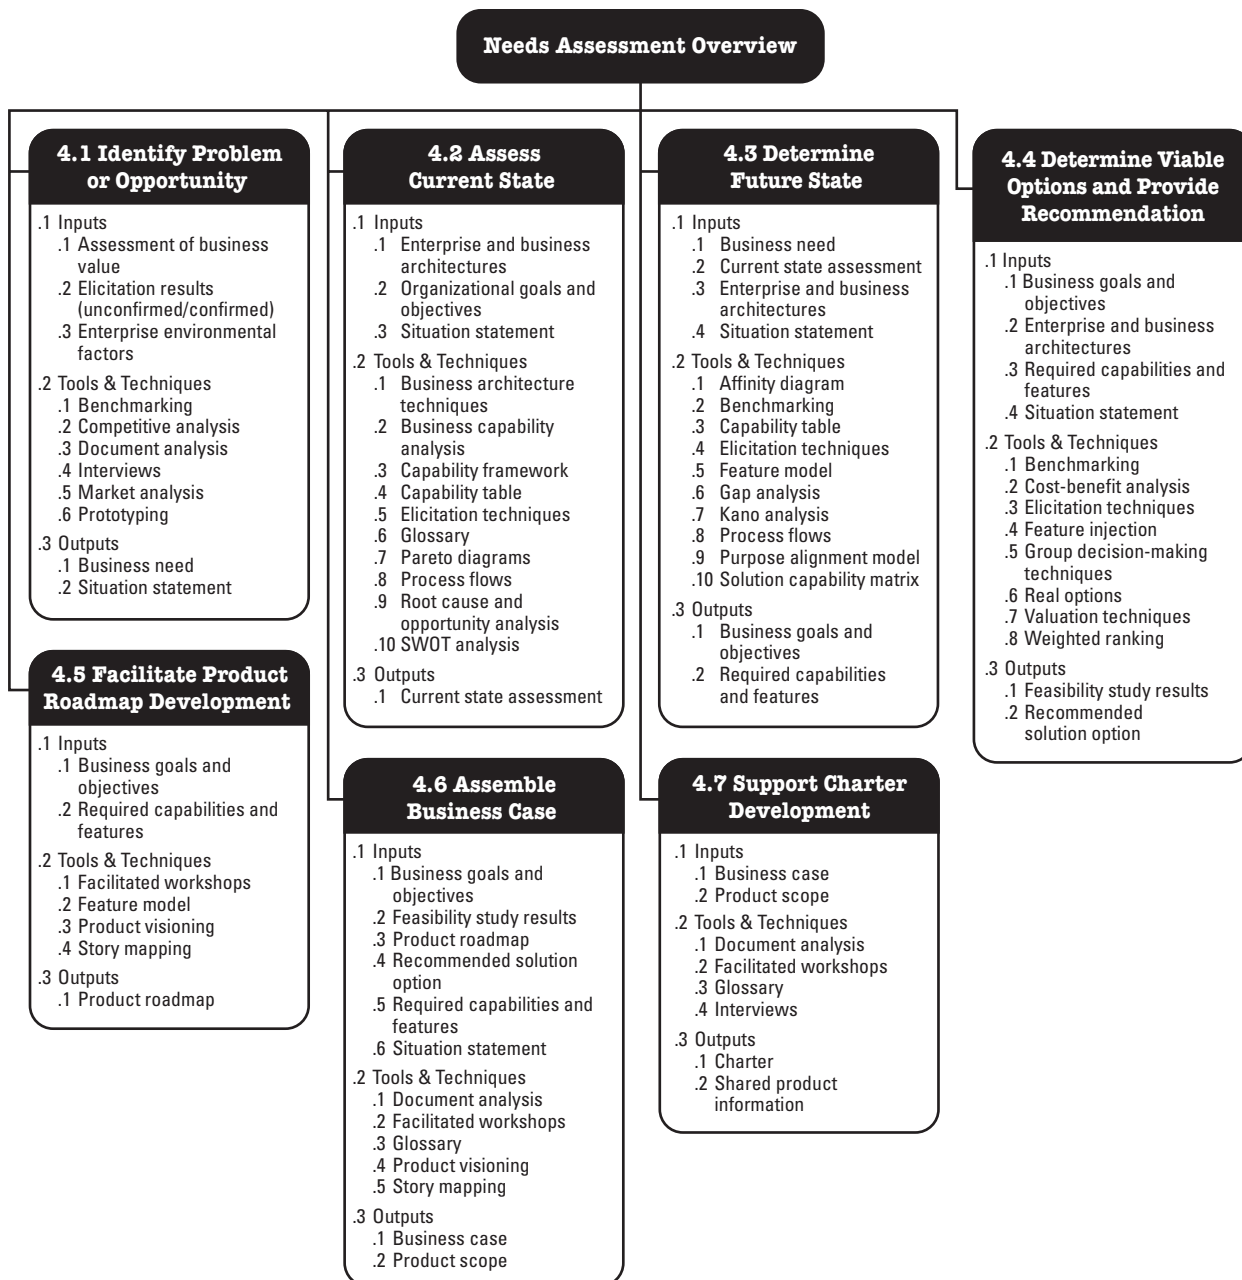 Needs Assessment Overview
4.1 Identify Problem
or Opportunity
.1 Inputs
.1 Assessment of business
value
.2 Elicitation results
(unconfirmed/confirmed)
.3 Enterprise environmental
factors
.2 Tools & Techniques
.1 Benchmarking
.2 Competitive analysis
.3 Document analysis
.4 Interviews
.5 Market analysis
.6 Prototyping
.3 Outputs
.1 Business need
.2 Situation statement
4.2 Assess
Current State
.1 Inputs
.1 Enterprise and business
architectures
.2 Organizational goals and
objectives
.3 Situation statement
.2 Tools & Techniques
.1 Business architecture
techniques
.2 Business capability
analysis
.3 Capability framework
.4 Capability table
.5 Elicitation techniques
.6 Glossary
.7 Pareto diagrams
.8 Process flows
.9 Root cause and
opportunity analysis
.10 SWOT analysis
.3 Outputs
.1 Current state assessment
4.3 Determine
Future State
.1 Inputs
.1 Business need
.2 Current state assessment
.3 Enterprise and business
architectures
.4 Situation statement
.2 Tools & Techniques
.1 Affinity diagram
.2 Benchmarking
.3 Capability table
.4 Elicitation techniques
.5 Feature model
.6 Gap analysis
.7 Kano analysis
.8 Process flows
.9 Purpose alignment model
.10 Solution capability matrix
.3 Outputs
.1 Business goals and
objectives
.2 Required capabilities
and features
4.4 Determine Viable
Options and Provide
Recommendation
.1 Inputs
.1 Business goals and
objectives
.2 Enterprise and business
architectures
.3 Required capabilities and
features
.4 Situation statement
.2 Tools & Techniques
.1 Benchmarking
.2 Cost-benefit analysis
.3 Elicitation techniques
.4 Feature injection
.5 Group decision-making
techniques
.6 Real options
.7 Valuation techniques
.8 Weighted ranking
.3 Outputs
.1 Feasibility study results
.2 Recommended
solution option
4.5 Facilitate Product
Roadmap Development
.1 Inputs
.1 Business goals and
objectives
.2 Required capabilities and
features
.2 Tools & Techniques
.1 Facilitated workshops
.2 Feature model
.3 Product visioning
.4 Story mapping
.3 Outputs
.1 Product roadmap
4.6 Assemble
Business Case
.1 Inputs
.1 Business goals and
objectives
.2 Feasibility study results
.3 Product roadmap
.4 Recommended solution
option
.5 Required capabilities and
features
.6 Situation statement
.2 Tools & Techniques
.1 Document analysis
.2 Facilitated workshops
.3 Glossary
.4 Product visioning
.5 Story mapping
.3 Outputs
.1 Business case
.2 Product scope
4.7 Support Charter
Development
.1 Inputs
.1 Business case
.2 Product scope
.2 Tools & Techniques
.1 Document analysis
.2 Facilitated workshops
.3 Glossary
.4 Interviews
.3 Outputs
.1 Charter
.2 Shared product
information